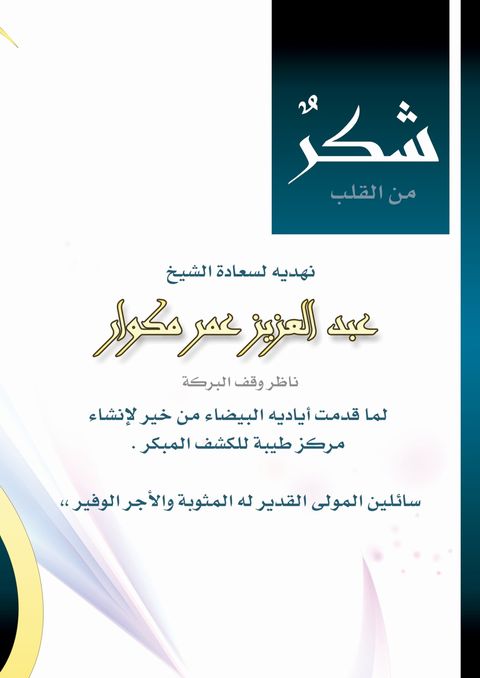 شكرٌ
من القلب
نهديه لسعادة الشيخ
عبد العزيز عمر مكوار
ناظر وقف البركة
لما قدمت أياديه البيضاء من خير لإنشاء
مركز طيبة للكشف المبكر .
سائلين المولى القدير له المثوبة والأجر الوفير ،،